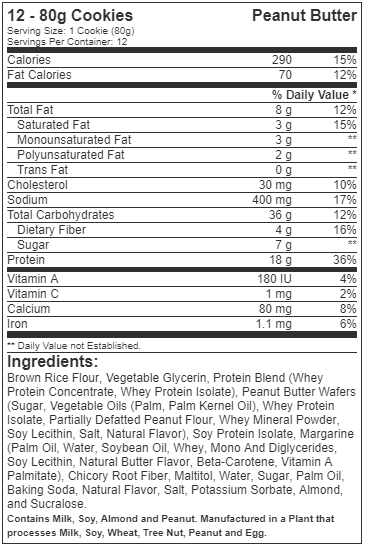 12 - 80g Cookies Peanut Butter
Serving Size: 1 Cookie (80g)
Servings Per Container: 12
Calories 290 15%
Fat Calories 70 12%
% Daily Value *
Total Fat 8 g 12%
Saturated Fat 3 g 15%
Monounsaturated Fat 3 g **
Polyunsaturated Fat 2 g **
Trans Fat 0 g **
Cholesterol 30 mg 10%
Sodium 400 mg 17%
Total Carbohydrates 36 g 12%
Dietary Fiber 4 g 16%
Sugar 7 g **
Protein 18 g 36%
Vitamin A 180 IU 4%
Vitamin C 1 mg 2%
Calcium 80 mg 8%
Iron 1.1 mg 6%
** Daily Value not Established.
Ingredients:
Brown Rice Flour, Vegetable Glycerin, Protein Blend (Whey
Protein Concentrate, Whey Protein Isolate), Peanut Butter Wafers
(Sugar, Vegetable Oils (Palm, Palm Kernel Oil), Whey Protein
Isolate, Partially Defatted Peanut Flour, Whey Mineral Powder,
Soy Lecithin, Salt, Natural Flavor), Soy Protein Isolate, Margarine
(Palm Oil, Water, Soybean Oil, Whey, Mono And Diglycerides,
Soy Lecithin, Natural Butter Flavor, Beta-Carotene, Vitamin A
Palmitate), Chicory Root Fiber, Maltitol, Water, Sugar, Palm Oil,
Baking Soda, Natural Flavor, Salt, Potassium Sorbate, Almond,
and Sucralose.
Contains Milk, Soy, Almond and Peanut. Manufactured in a Plant that
processes Milk, Soy, Wheat, Tree Nut, Peanut and Egg.